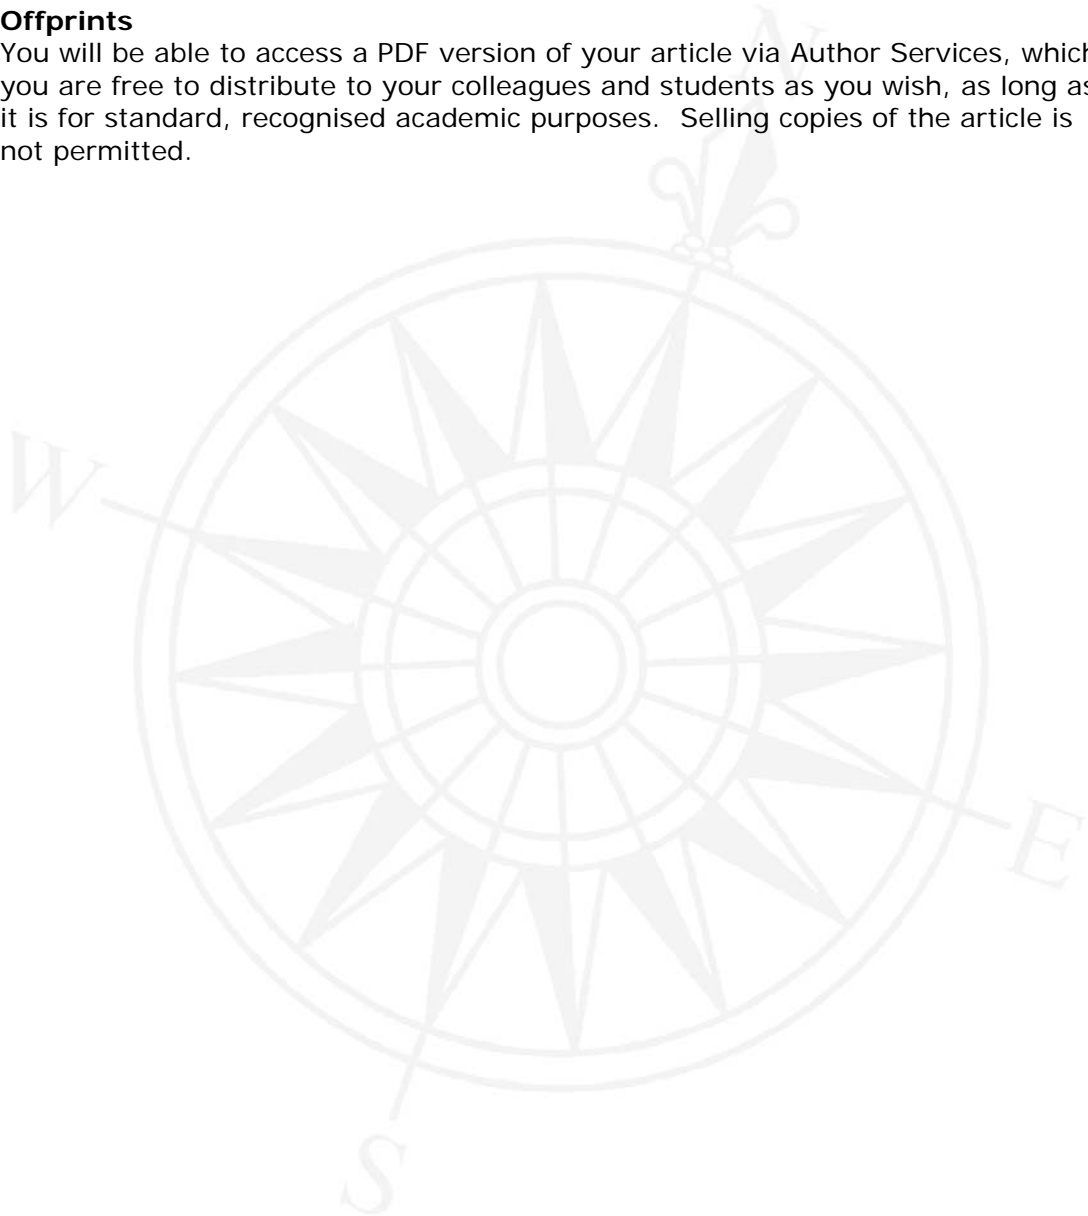 Offprints
You will be able to access a PDF version of your article via Author Services, which
you are free to distribute to your colleagues and students as you wish, as long as
it is for standard, recognised academic purposes.  Selling copies of the article is
not permitted.
N
W
E
S